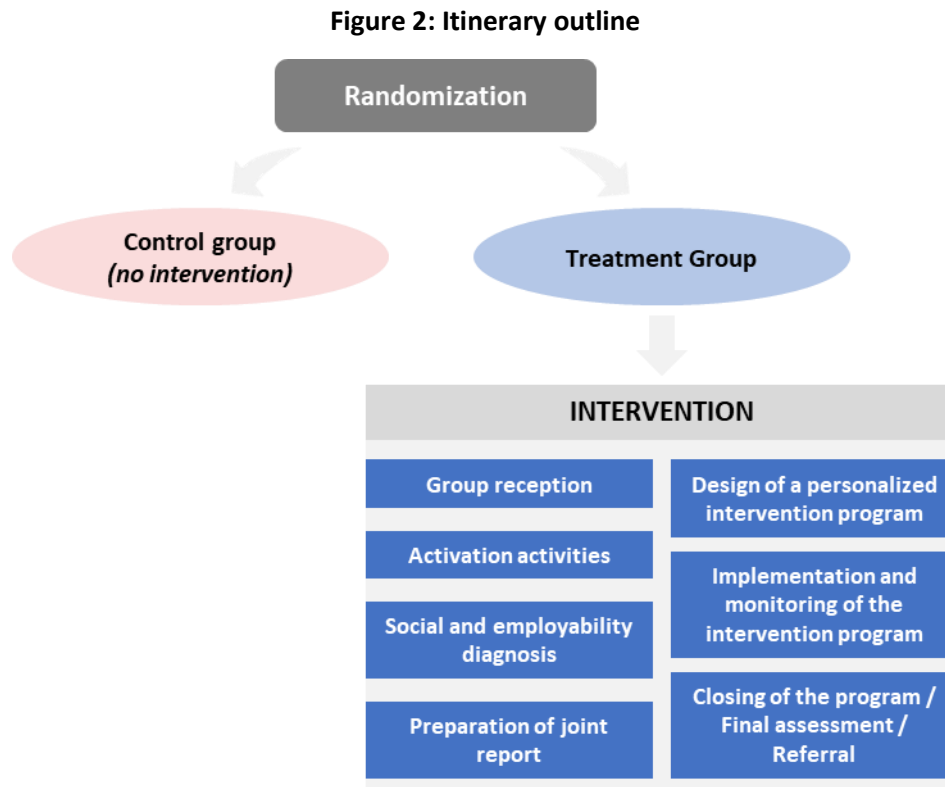 Figure 2: Itinerary outline
Randomization
Control group
(no intervention)
Treatment Group
INTERVENTION
Group reception
Activation activities
Social and employability
diagnosis
Preparation of joint
report
Design of a personalized
intervention program
Implementation and
monitoring of the
intervention program
Closing of the program /
Final assessment /
Referral